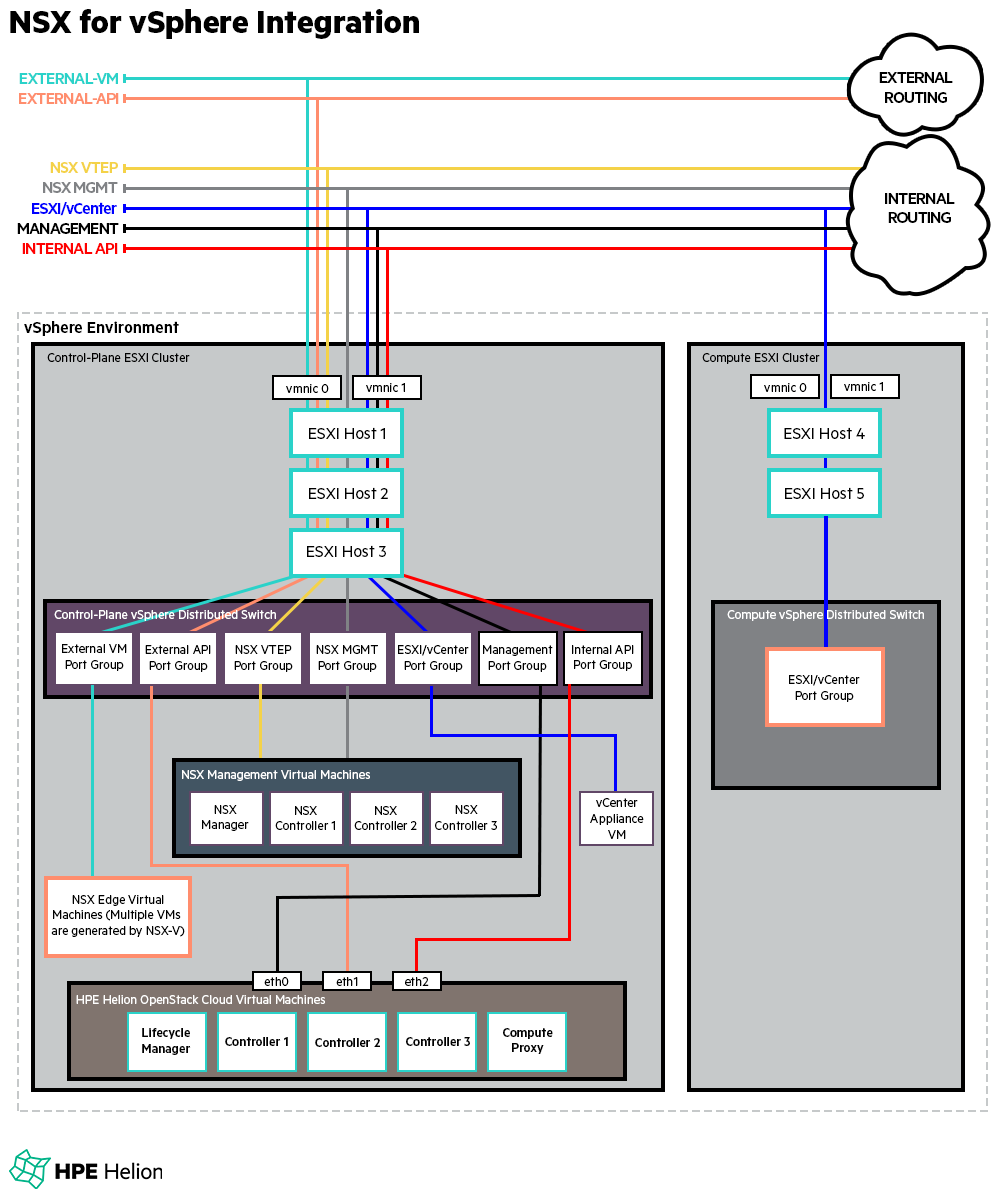 NSX for vSphere Integration
EXTERNAL-VM
EXTERNAL-API
EXTERNAL
ROUTING
NSX VTEP
NSX MGMT
ESXI/vCenter
MANAGEMENT
INTERNAL API
INTERNAL
ROUTING
vSphere Environment
Control-Plane ESXI Cluster
vmnic 0
vmnic 1
ESXI Host 1
ESXI Host 2
ESXI Host 3
Control-Plane vSphere Distributed Switch
External VM
Port Group
External API
Port Group
NSX VTEP
Port Group
NSX MGMT
Port Group
ESXI/vCenter
Port Group
Management
Port Group
Internal API
Port Group
NSX Management Virtual Machines
NSX
Manager
NSX
Controller 1
NSX
Controller 2
NSX
Controller 3
vCenter
Appliance
VM
NSX Edge Virtual
Machines (Multiple VMs
are generated by NSX-V)
eth0
eth1
eth2
HPE Helion OpenStack Cloud Virtual Machines
Lifecycle
Manager
Controller 1
Controller 2
Controller 3
Compute
Proxy
Compute ESXI Cluster
vmnic 0
vmnic 1
ESXI Host 4
ESXI Host 5
Compute vSphere Distributed Switch
ESXI/vCenter
Port Group
HPE Helion